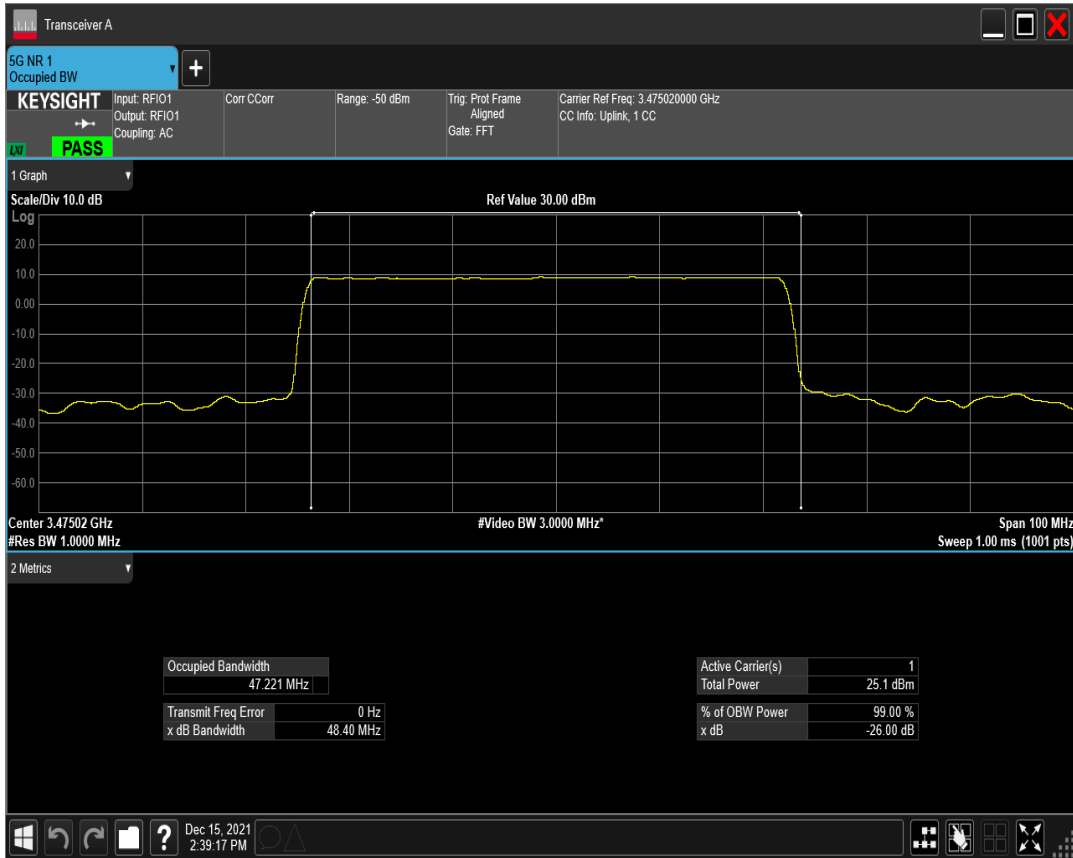 Transceiver A
5G NR 1
Occupied BW
+
KEYSIGHT
Input: RFIO1
Output: RFIO1
Coupling: AC
Corr CCorr
Range: -50 dBm
Trig: Prot Frame
Aligned
Gate: FFT
Carrier Ref Freq: 3.475020000 GHz
CC Info: Uplink, 1 CC
LXI
PASS
1 Graph
Scale/Div 10.0 dB
Ref Value 30.00 dBm
Log
20.0
10.0
0.00
-10.0
-20.0
-30.0
-40.0
-50.0
-60.0
Center 3.47502 GHz
#Video BW 3.0000 MHz*
Span 100 MHz
#Res BW 1.0000 MHz
Sweep 1.00 ms (1001 pts)
2 Metrics
Occupied Bandwidth
47.221 MHz
Transmit Freq Error 0 Hz
x dB Bandwidth 48.40 MHz
Active Carrier(s) 1
Total Power 25.1 dBm
% of OBW Power 99.00 %
x dB -26.00 dB
?
Dec 15, 2021
2:39:17 PM